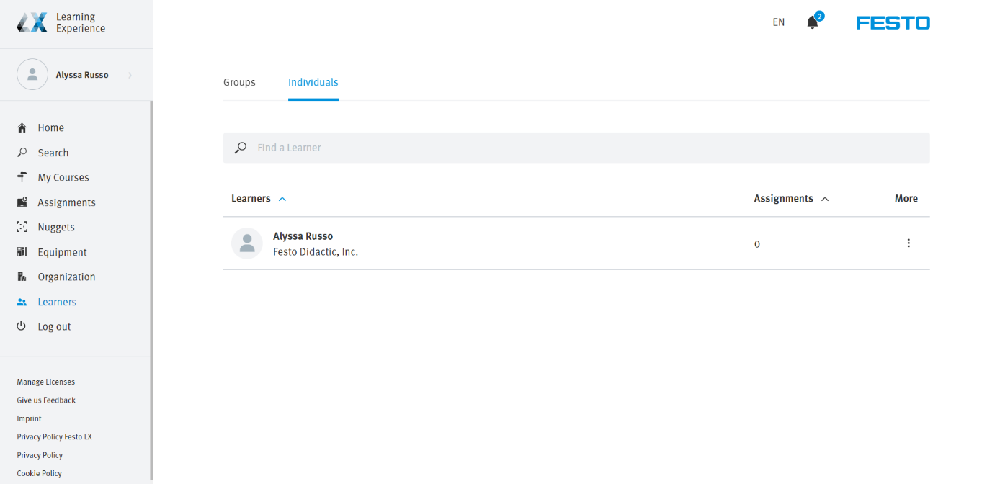 Learning
Experience
EN
2
FESTO
Alyssa Russo
Home
Search
My Courses
Assignments
Nuggets
Equipment
Organization
Learners
Log out
Manage Licenses
Give us Feedback
Imprint
Privacy Policy Festo LX
Privacy Policy
Cookie Policy
Groups Individuals
Find a Learner
Learners Assignments More
Alyssa Russo
Festo Didactic, Inc.
0